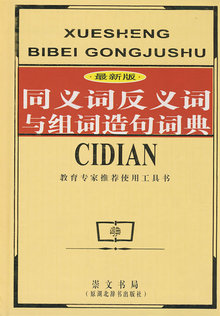 XUESHENG
BIBEI GONGJUSHU
·最新版·
同义词反义词
与组词造句词典
CIDIAN
教育专家推荐使用工具书
崇文书局
(原湖北辞书出版社)